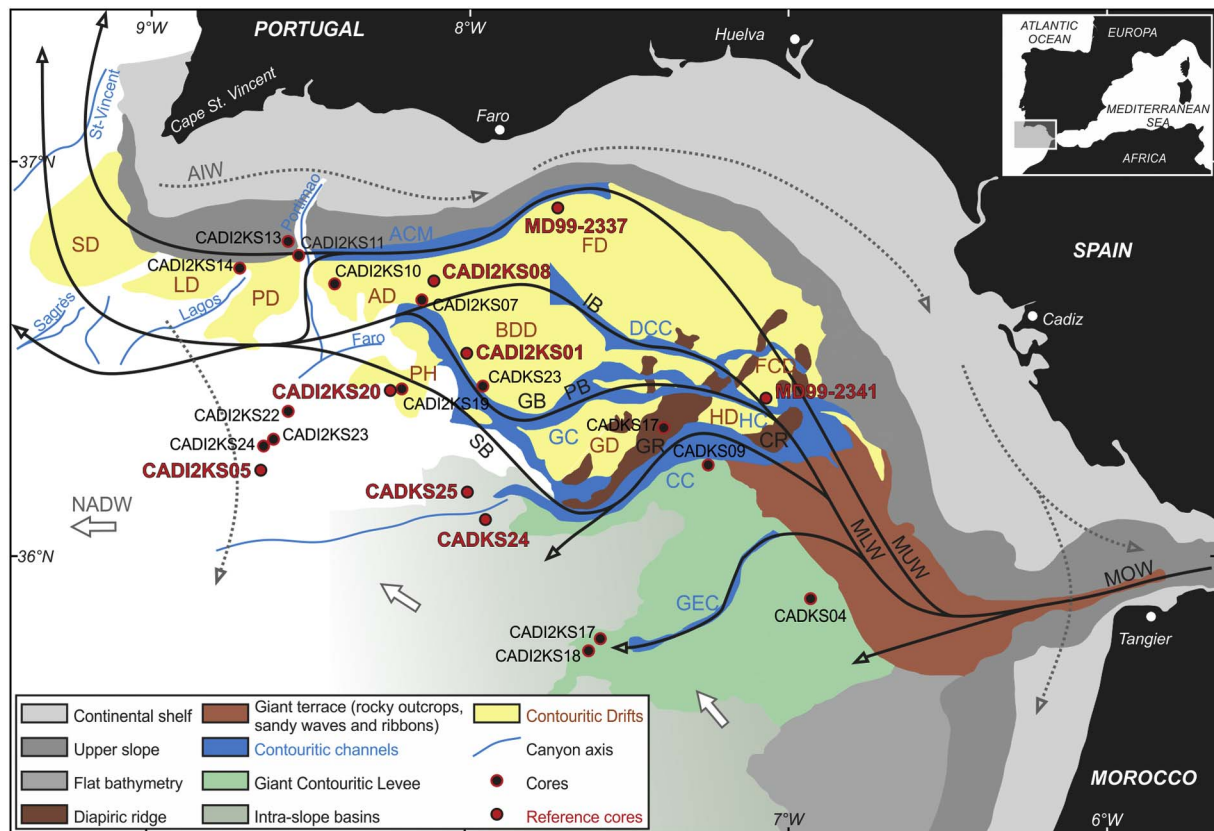 9°W
PORTUGAL
8°W
Huelva
7°W
ATLANTIC
OCEAN
EUROPA
MEDITERRANEAN
SEA
AFRICA
St-Vincent
Cape St. Vincent
Faro
37°N
AIW
Portimao
MD99-2337
SD
CADI2KS13
CADI2KS11
ACM
FD
SPAIN
CADI2KS14
LD
CADI2KS10
CADI2KS08
PD
AD
CADI2KS07
IB
Sagrès
Lagos
BDD
DCC
Cadiz
Faro
CADI2KS01
FCD
PH
CADKS23
PB
CADI2KS20
CADI2KS19
GB
MD99-2341
CADI2KS22
HD
HC
CADI2KS23
CADKS17
CADI2KS24
SB
GC
GD
GR
CR
CADKS09
CADI2KS05
CC
CADKS25
NADW
CADKS24
36°N
MLW
MUW
MOW
GEC
CADKS04
CADI2KS17
CADI2KS18
Tangier
Continental shelf
Giant terrace (rocky outcrops,
sandy waves and ribbons)
Contouritic Drifts
Upper slope
Contouritic channels
Canyon axis
Flat bathymetry
Giant Contouritic Levee
Cores
Diapiric ridge
Intra-slope basins
Reference cores
MOROCCO
9°W
8°W
7°W
6°W